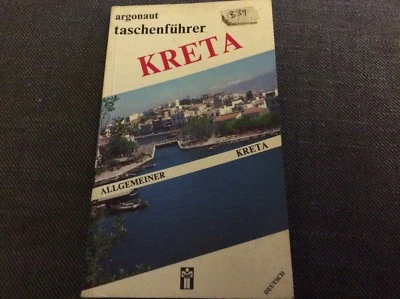 argonaut
taschenführer
KRETA
ALLGEMEINER KRETA
DEUTSCH